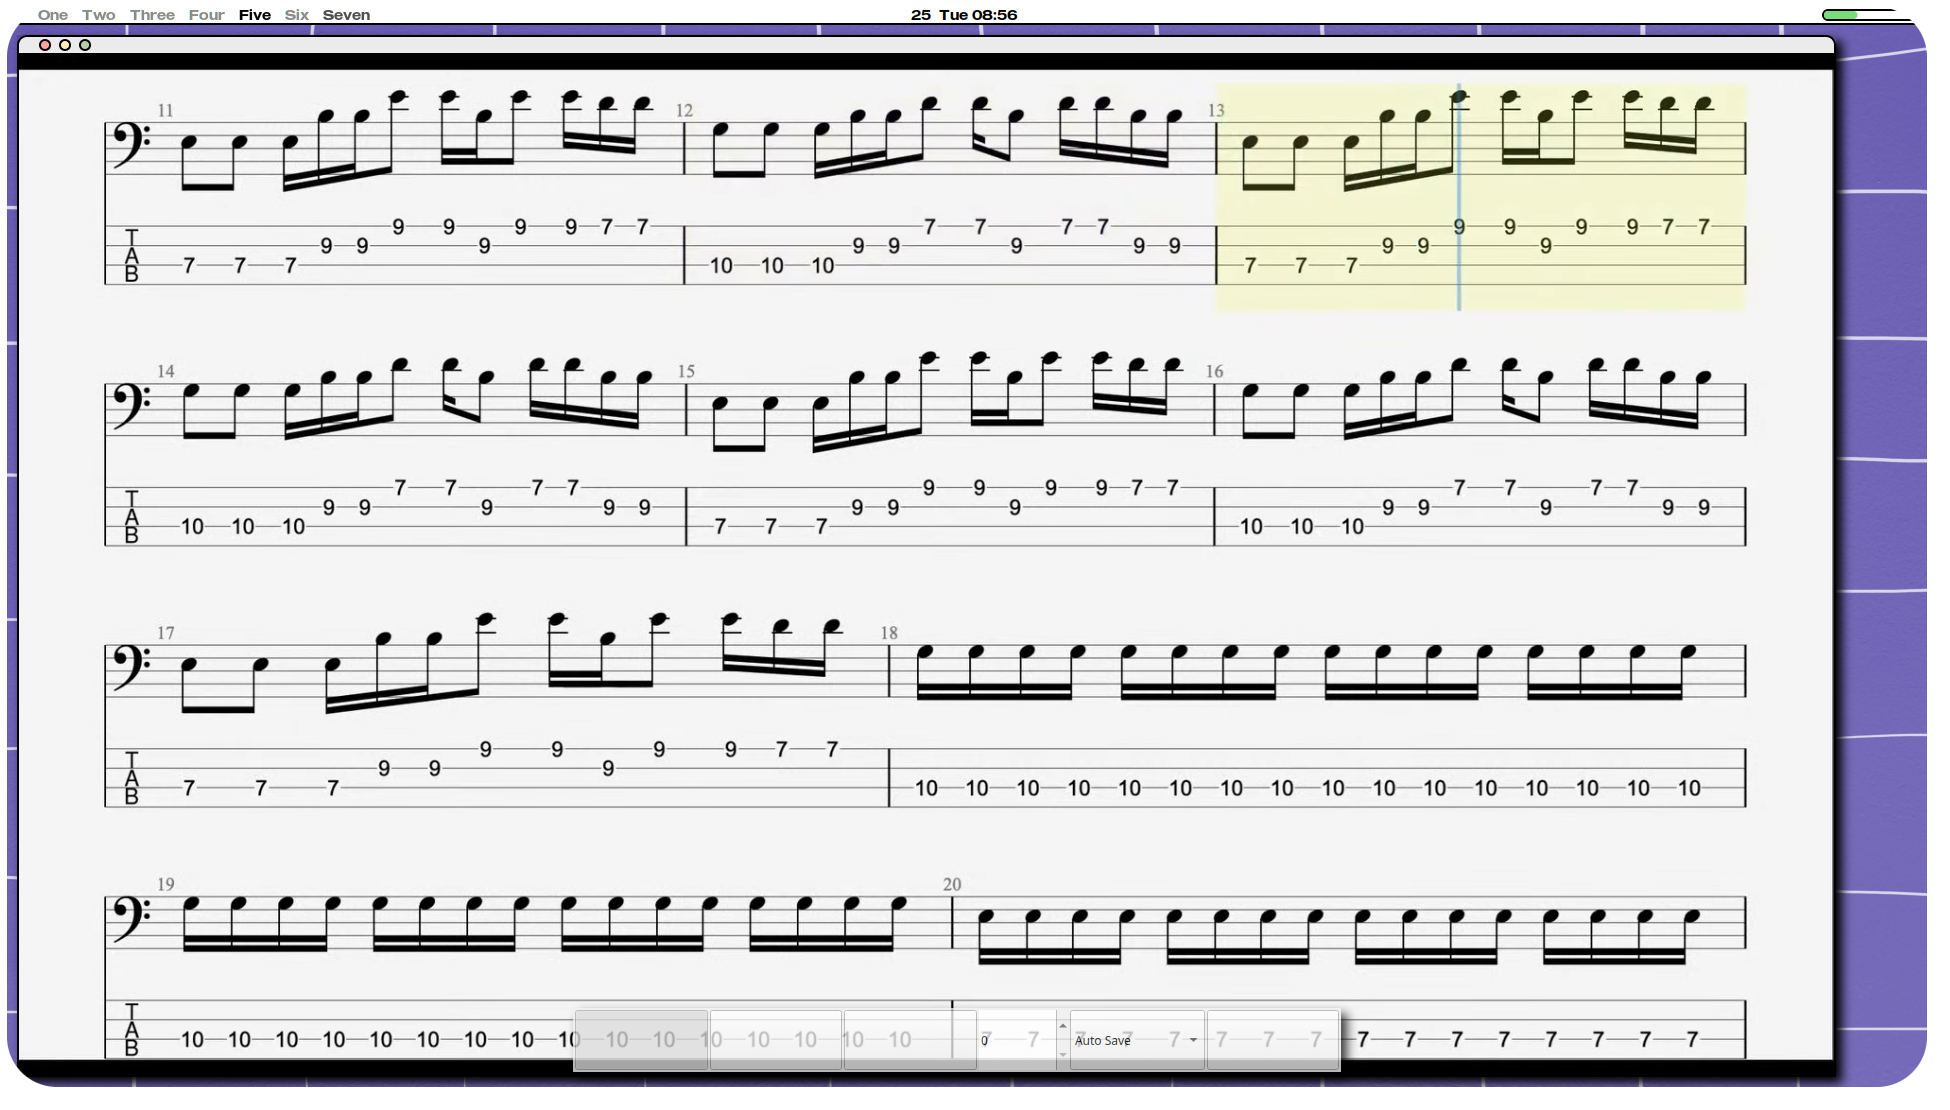 One Two Three Four Five Six Seven 25 Tue 08:56
11 12 13
T A B 7 7 7 9 9 9 9 9 9 9 7 7 10 10 10 9 9 7 7 9 7 7 9 9 7 7 7 9 9 9 9 9 9 9 7 7
14 15 16
T A B 10 10 10 9 9 7 7 9 7 7 9 9 7 7 7 9 9 9 9 9 9 9 7 7 10 10 10 9 9 7 7 9 7 7 9 9
17 18
T A B 7 7 7 9 9 9 9 9 9 9 7 7 10 10 10 10 10 10 10 10 10 10 10 10 10 10 10 10
19 20
T A B 10 10 10 10 10 10 10 10 10 10 10 10 10 10 10 10 7 7 7 7 7 7 7 7 7 7 7 7 7 7 7 7
0 Auto Save